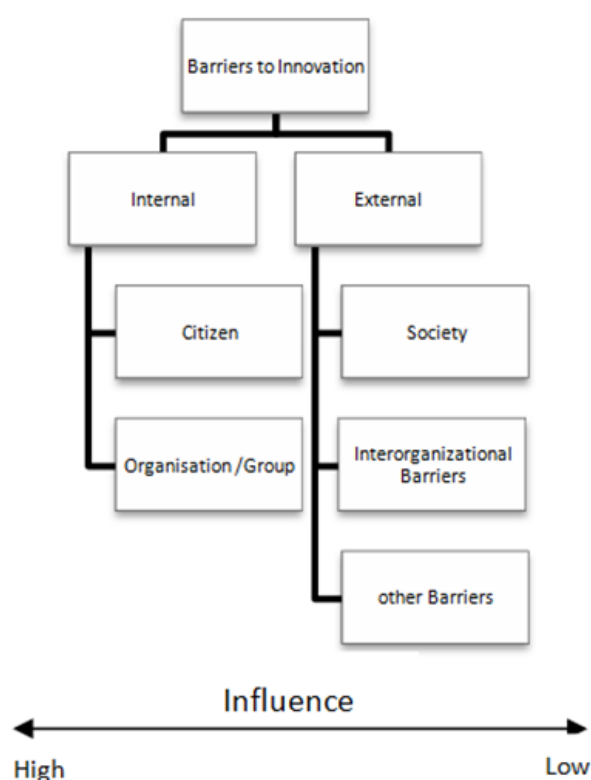 Barriers to Innovation
Internal
External
Citizen
Society
Organisation/Group
Interorganizational
Barriers
other Barriers
Influence
High
Low